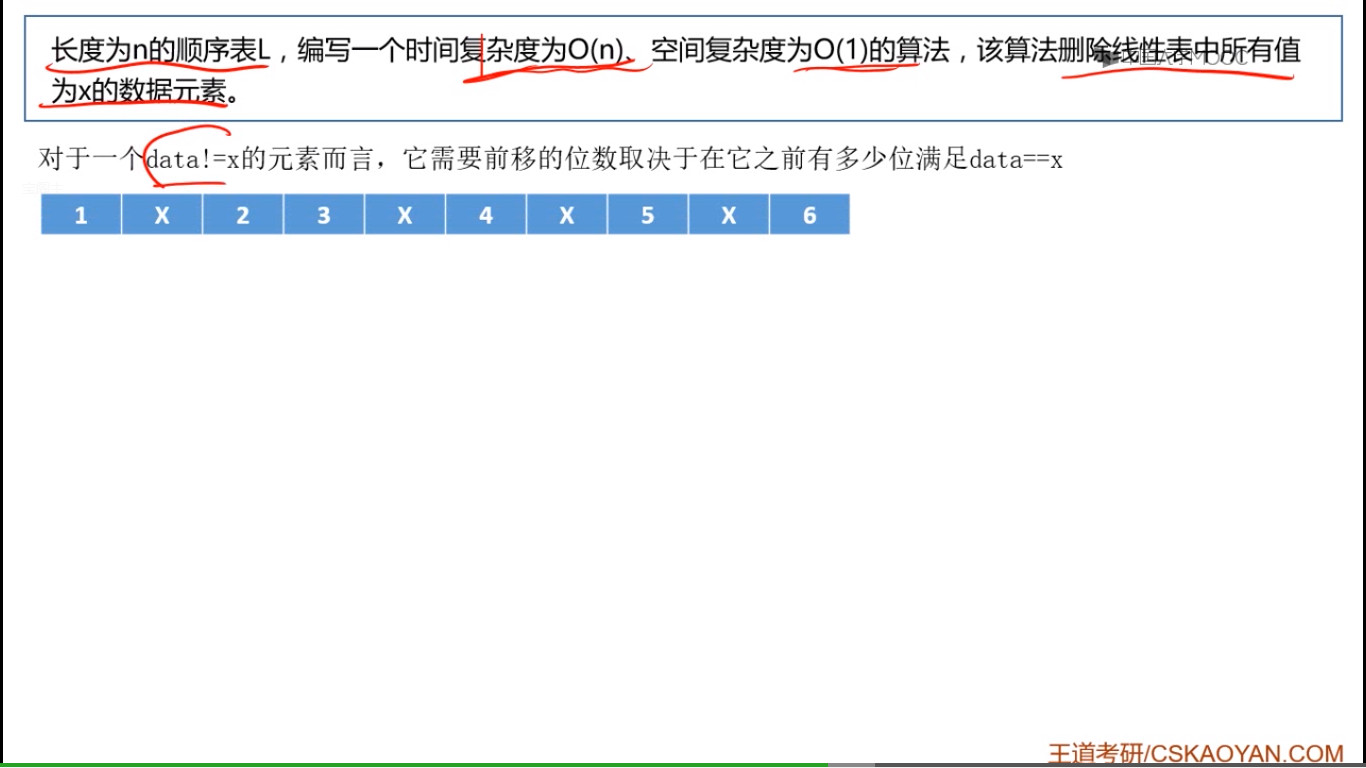 长度为n的顺序表L，编写一个时间复杂度为O(n)、空间复杂度为O(1)的算法，该算法删除线性表中所有值
为x的数据元素。
对于一个data!=x的元素而言，它需要前移的位数取决于在它之前有多少位满足data==x
1 X 2 3 X 4 X 5 X 6
王道考研/CSKAOYAN.COM